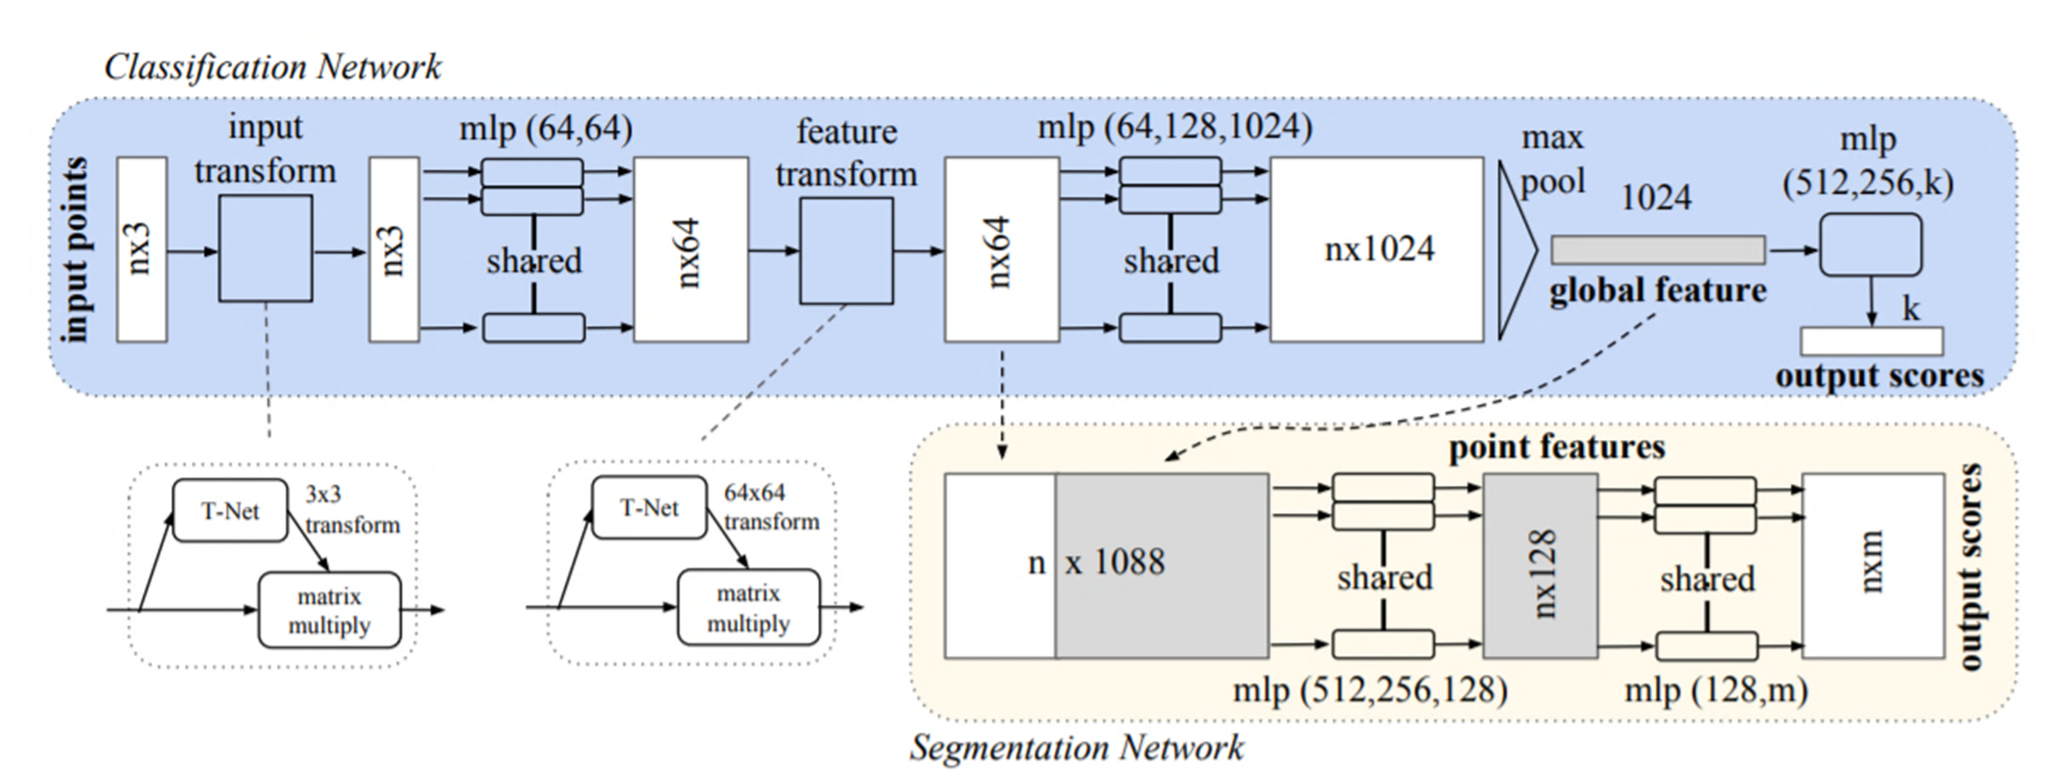 Classification Network
input points
nx3
input
transform
nx3
mlp (64,64)
shared
nx64
feature
transform
nx64
mlp (64,128,1024)
shared
nx1024
max
pool
1024
global feature
mlp
(512,256,k)
k
output scores
T-Net
3x3
transform
matrix
multiply
T-Net
64x64
transform
matrix
multiply
point features
n x 1088
shared
mlp (512,256,128)
nx128
shared
mlp (128,m)
nxm
output scores
Segmentation Network